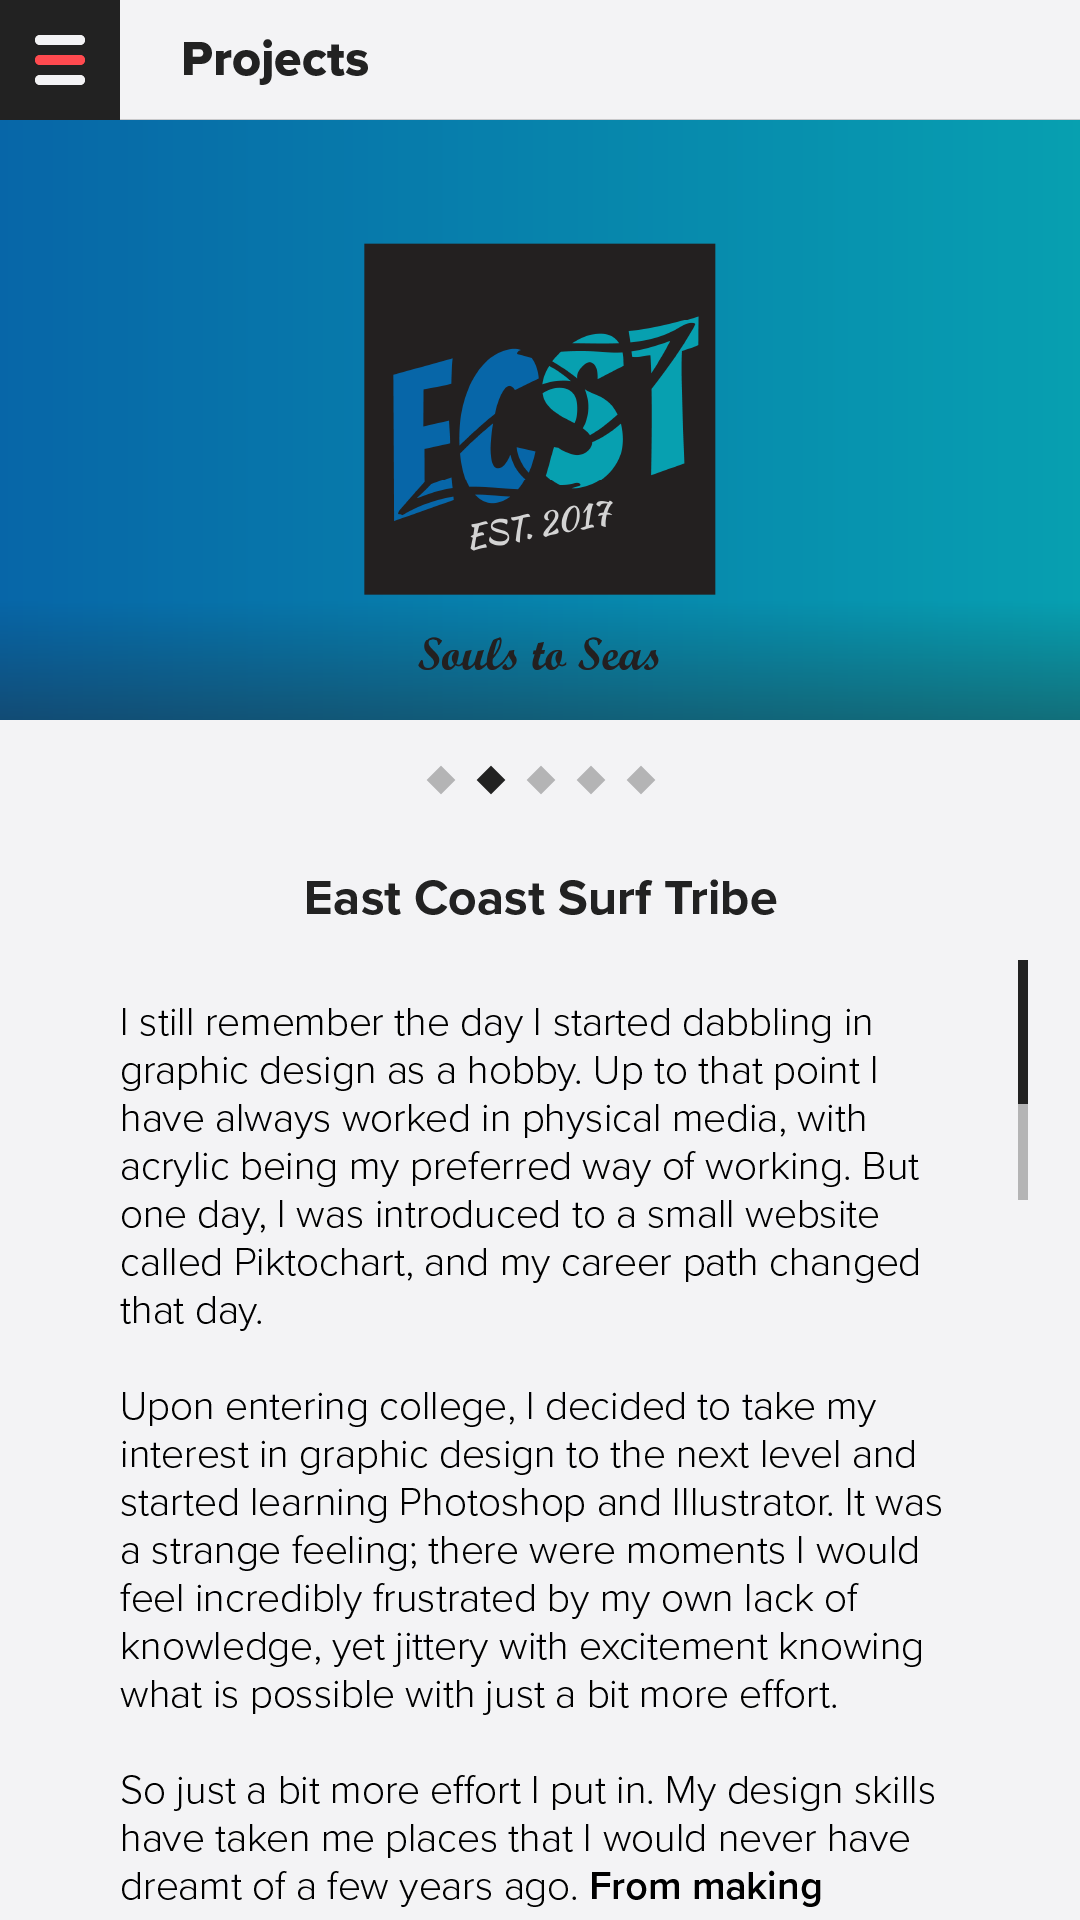 Projects
ECST
EST. 2017
Souls to Seas
East Coast Surf Tribe
I still remember the day I started dabbling in
graphic design as a hobby. Up to that point I
have always worked in physical media, with
acrylic being my preferred way of working. But
one day, I was introduced to a small website
called Piktochart, and my career path changed
that day.
Upon entering college, I decided to take my
interest in graphic design to the next level and
started learning Photoshop and Illustrator. It was
a strange feeling; there were moments I would
feel incredibly frustrated by my own lack of
knowledge, yet jittery with excitement knowing
what is possible with just a bit more effort.
So just a bit more effort I put in. My design skills
have taken me places that I would never have
dreamt of a few years ago. From making